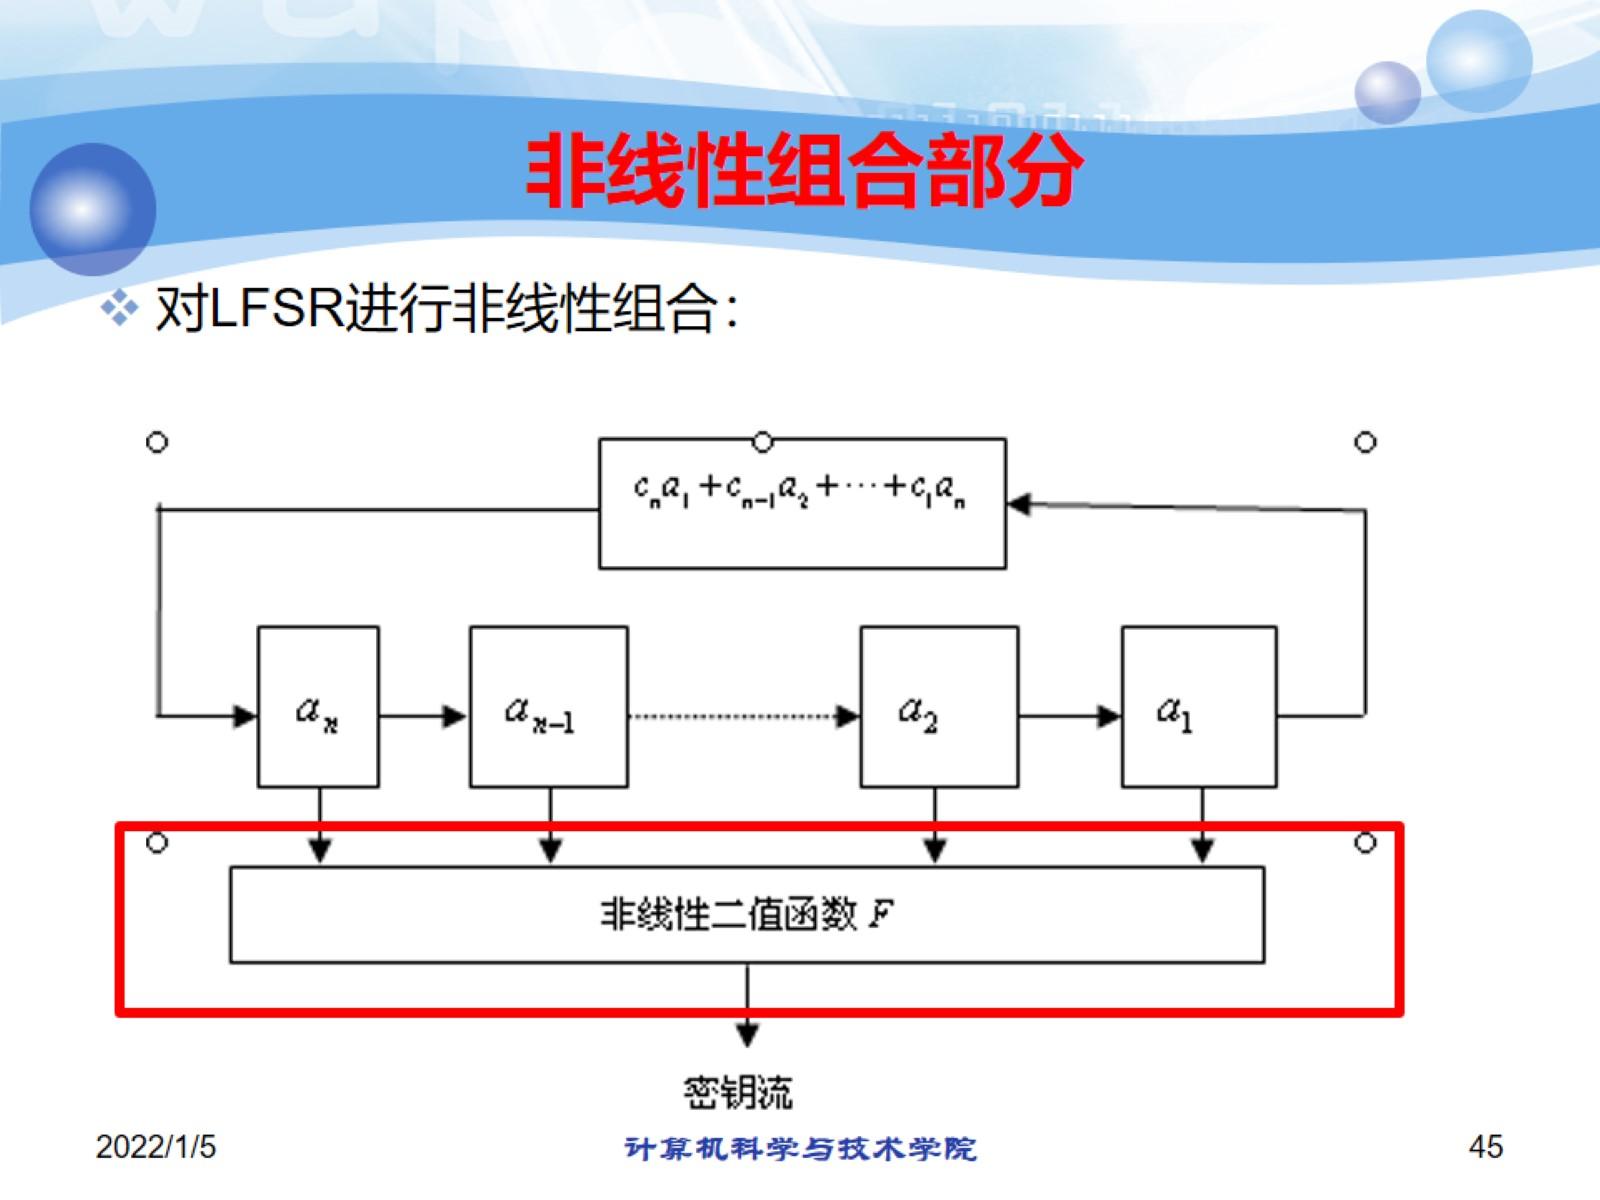 非线性组合部分
对LFSR进行非线性组合：
cₙa₁+cₙ₋₁a₂+···+c₁aₙ
aₙ aₙ₋₁ a₂ a₁
非线性二值函数 F
密钥流
2022/1/5 计算机科学与技术学院 45